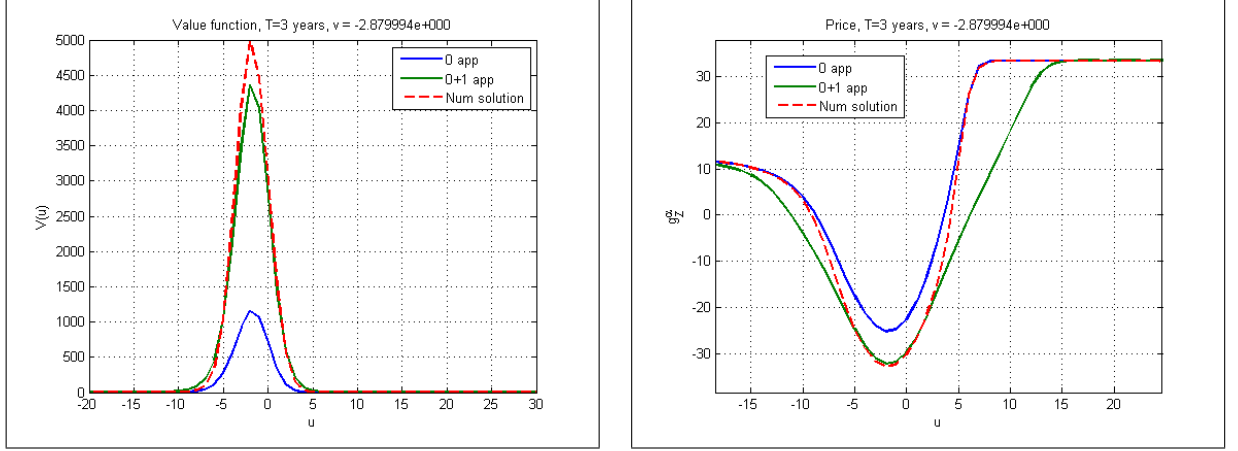 Value function, T=3 years, v = -2.879994e+000
5000
4500
4000
3500
3000
2500
2000
1500
1000
500
0
V(u)
0 app
0+1 app
Num solution
-20 -15 -10 -5 0 5 10 15 20 25 30
u
Price, T=3 years, v = -2.879994e+000
30
20
10
0
-10
-20
-30
0 app
0+1 app
Num solution
-15 -10 -5 0 5 10 15 20
u